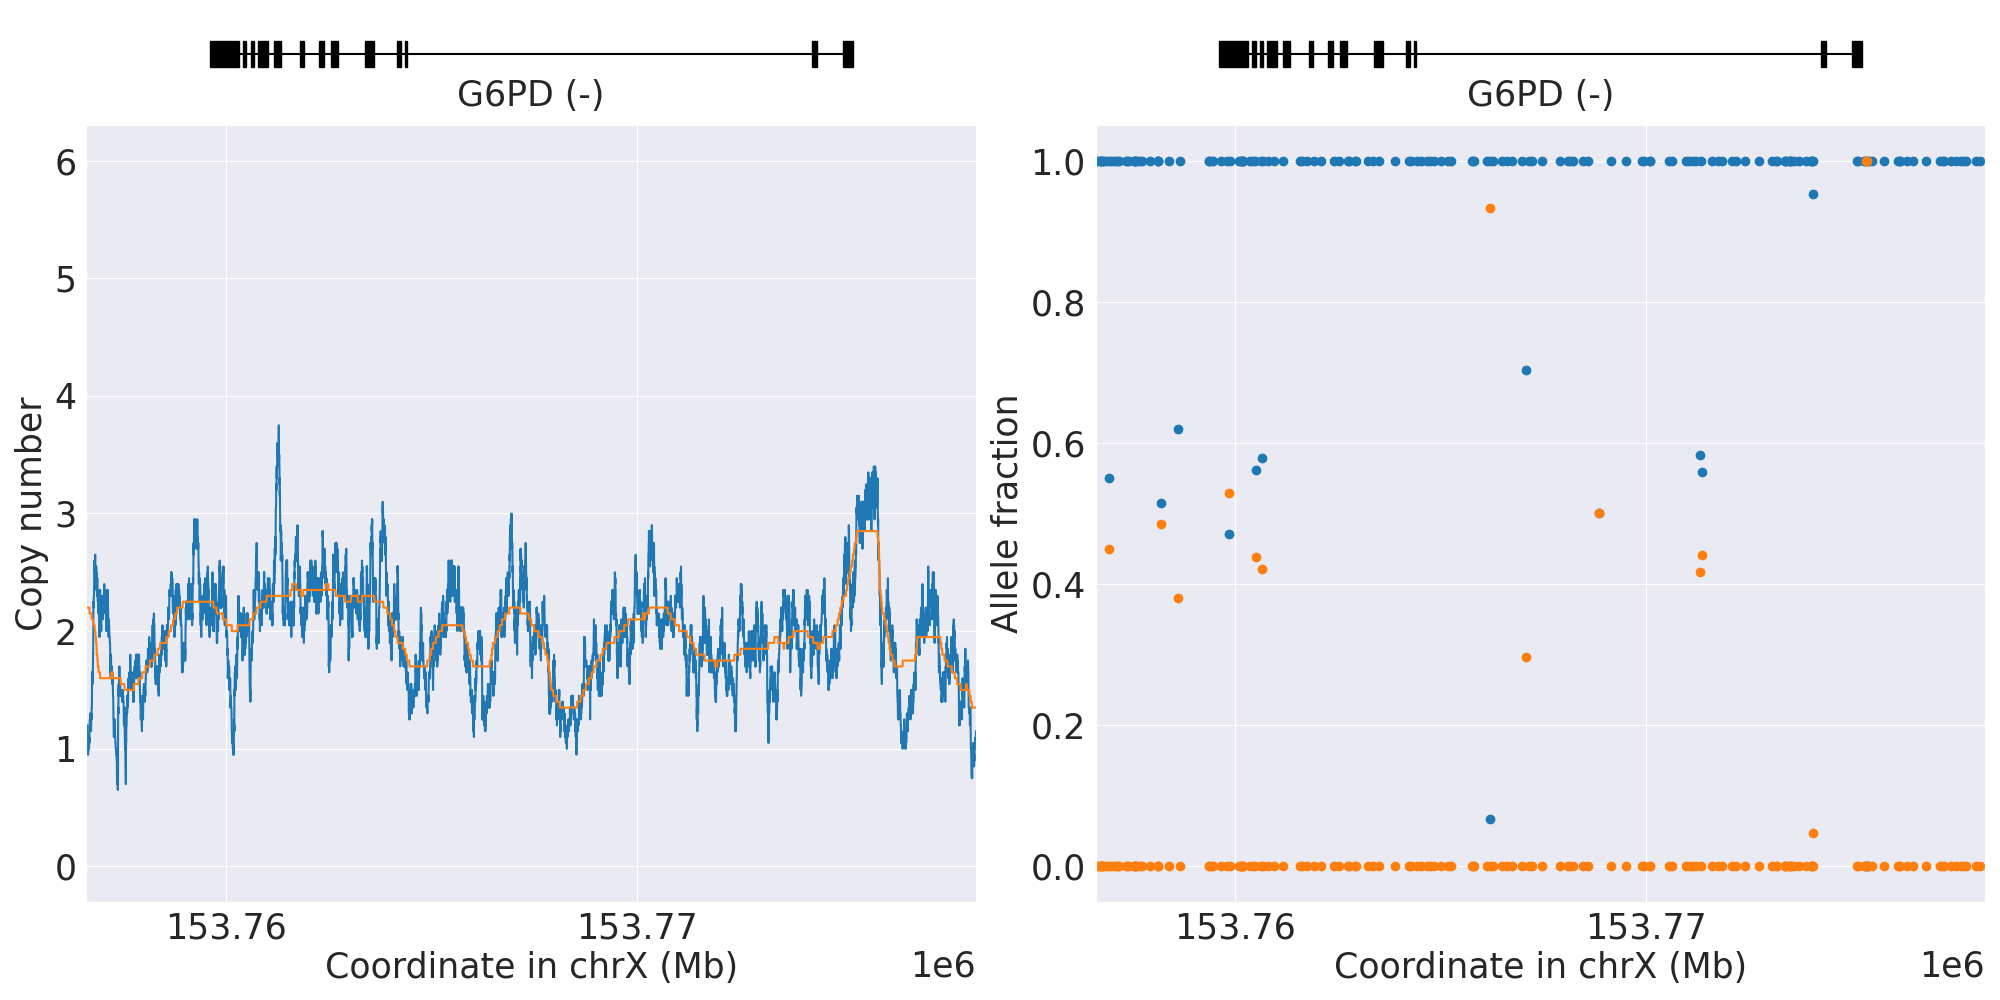 G6PD (-)
6
5
4
3
2
1
0
Copy number
153.76
153.77
Coordinate in chrX (Mb)
1e6
G6PD (-)
1.0
0.8
0.6
0.4
0.2
0.0
Allele fraction
153.76
153.77
Coordinate in chrX (Mb)
1e6